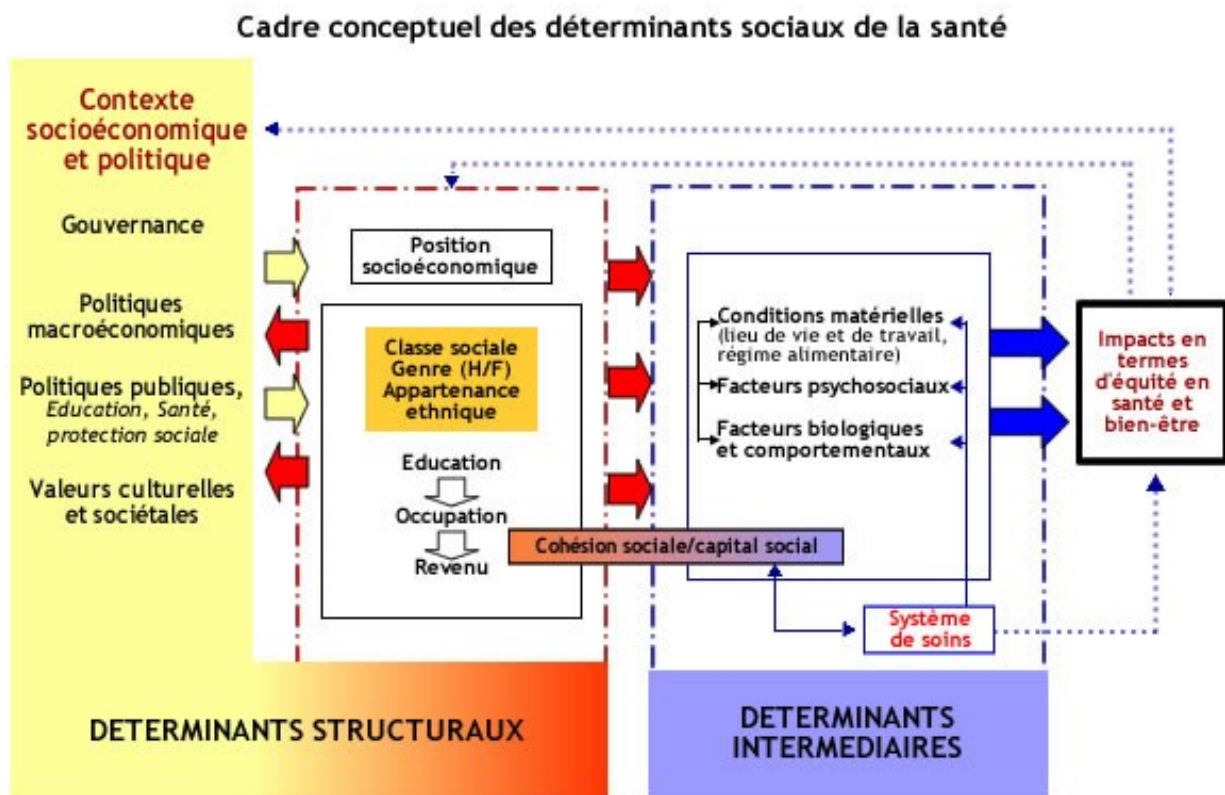 Cadre conceptuel des déterminants sociaux de la santé
Contexte
socioéconomique
et politique
Gouvernance
Politiques
macroéconomiques
Politiques publiques,
Education, Santé,
protection sociale
Valeurs culturelles
et sociétales
Position
socioéconomique
Classe sociale
Genre (H/F)
Appartenance
ethnique
Education
Occupation
Revenu
Cohésion sociale/capital social
Conditions matérielles
(lieu de vie et de travail,
régime alimentaire)
Facteurs psychosociaux
Facteurs biologiques
et comportementaux
Système
de soins
Impacts en
termes
d'équité en
santé et
bien-être
DETERMINANTS STRUCTURAUX
DETERMINANTS
INTERMEDIAIRES